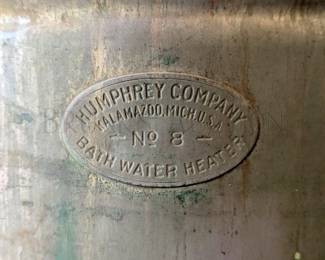 HUMPHREY COMPANY
KALAMAZOO, MICH. U.S.A.
— No 8 —
BATH WATER HEATER